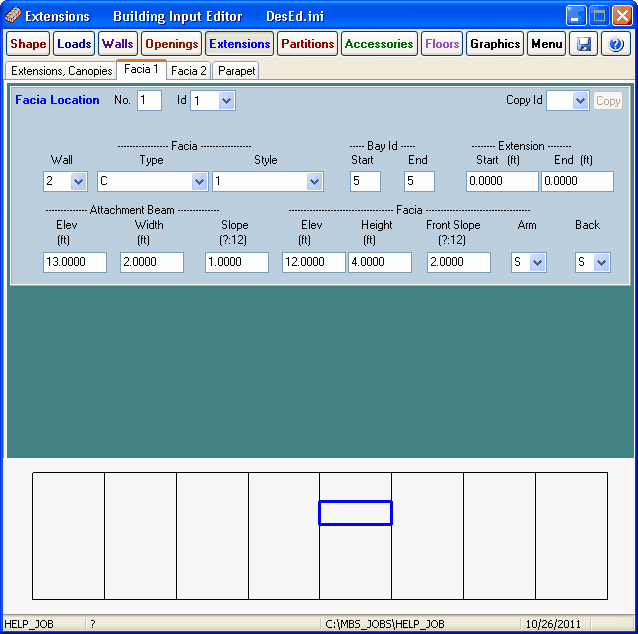 Extensions Building Input Editor DesEd.ini
Shape Loads Walls Openings Extensions Partitions Accessories Floors Graphics Menu ?
Extensions, Canopies Facia 1 Facia 2 Parapet
Facia Location No. 1 Id 1 Copy Id Copy
---------------- Facia ---------------- ----- Bay Id ----- -------- Extension --------
Wall Type Style Start End Start (ft) End (ft)
2 C 1 5 5 0.0000 0.0000
------------- Attachment Beam ------------- ---------------------------- Facia ----------------------------
Elev Width Slope Elev Height Front Slope Arm Back
(ft) (ft) (?:12) (ft) (ft) (?:12)
13.0000 2.0000 1.0000 12.0000 4.0000 2.0000 S S
HELP_JOB ? C:\MBS_JOBS\HELP_JOB 10/26/2011